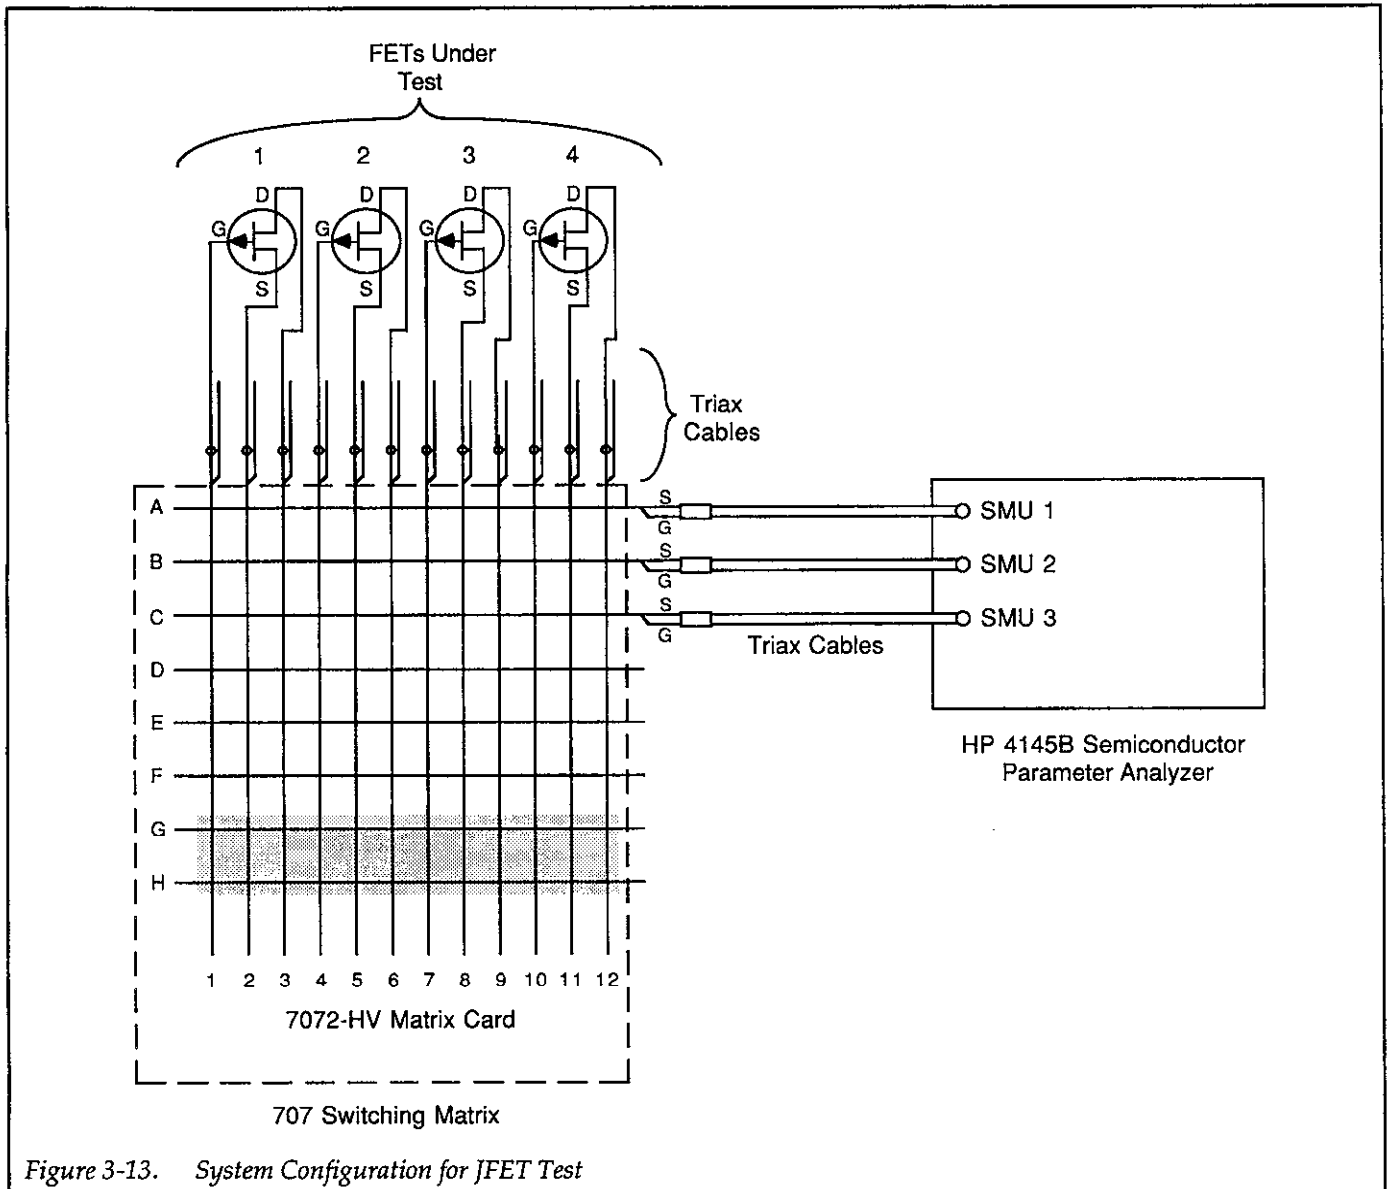 FETs Under
Test
1 2 3 4
D D D D
G G G G
S S S S
Triax
Cables
A
S
G
SMU 1
B
S
G
SMU 2
C
S
G
SMU 3
Triax Cables
D
E
F
G
H
HP 4145B Semiconductor
Parameter Analyzer
1 2 3 4 5 6 7 8 9 10 11 12
7072-HV Matrix Card
707 Switching Matrix
Figure 3-13. System Configuration for JFET Test